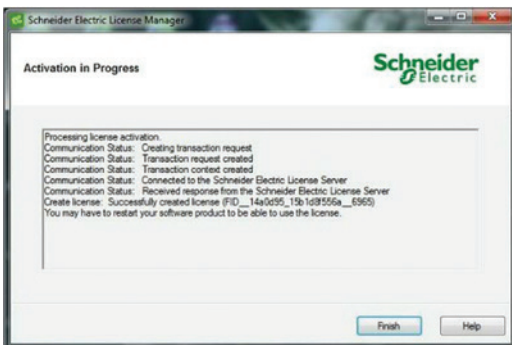 Schneider Electric License Manager
Activation in Progress
Schneider
Electric
Processing license activation.
Communication Status: Creating transaction request
Communication Status: Transaction request created
Communication Status: Transaction context created
Communication Status: Connected to the Schneider Electric License Server
Communication Status: Received response from the Schneider Electric License Server
Create license: Successfully created license (FID__14a0d95_15b1d8f556a__6965)
You may have to restart your software product to be able to use the license.
Finish
Help